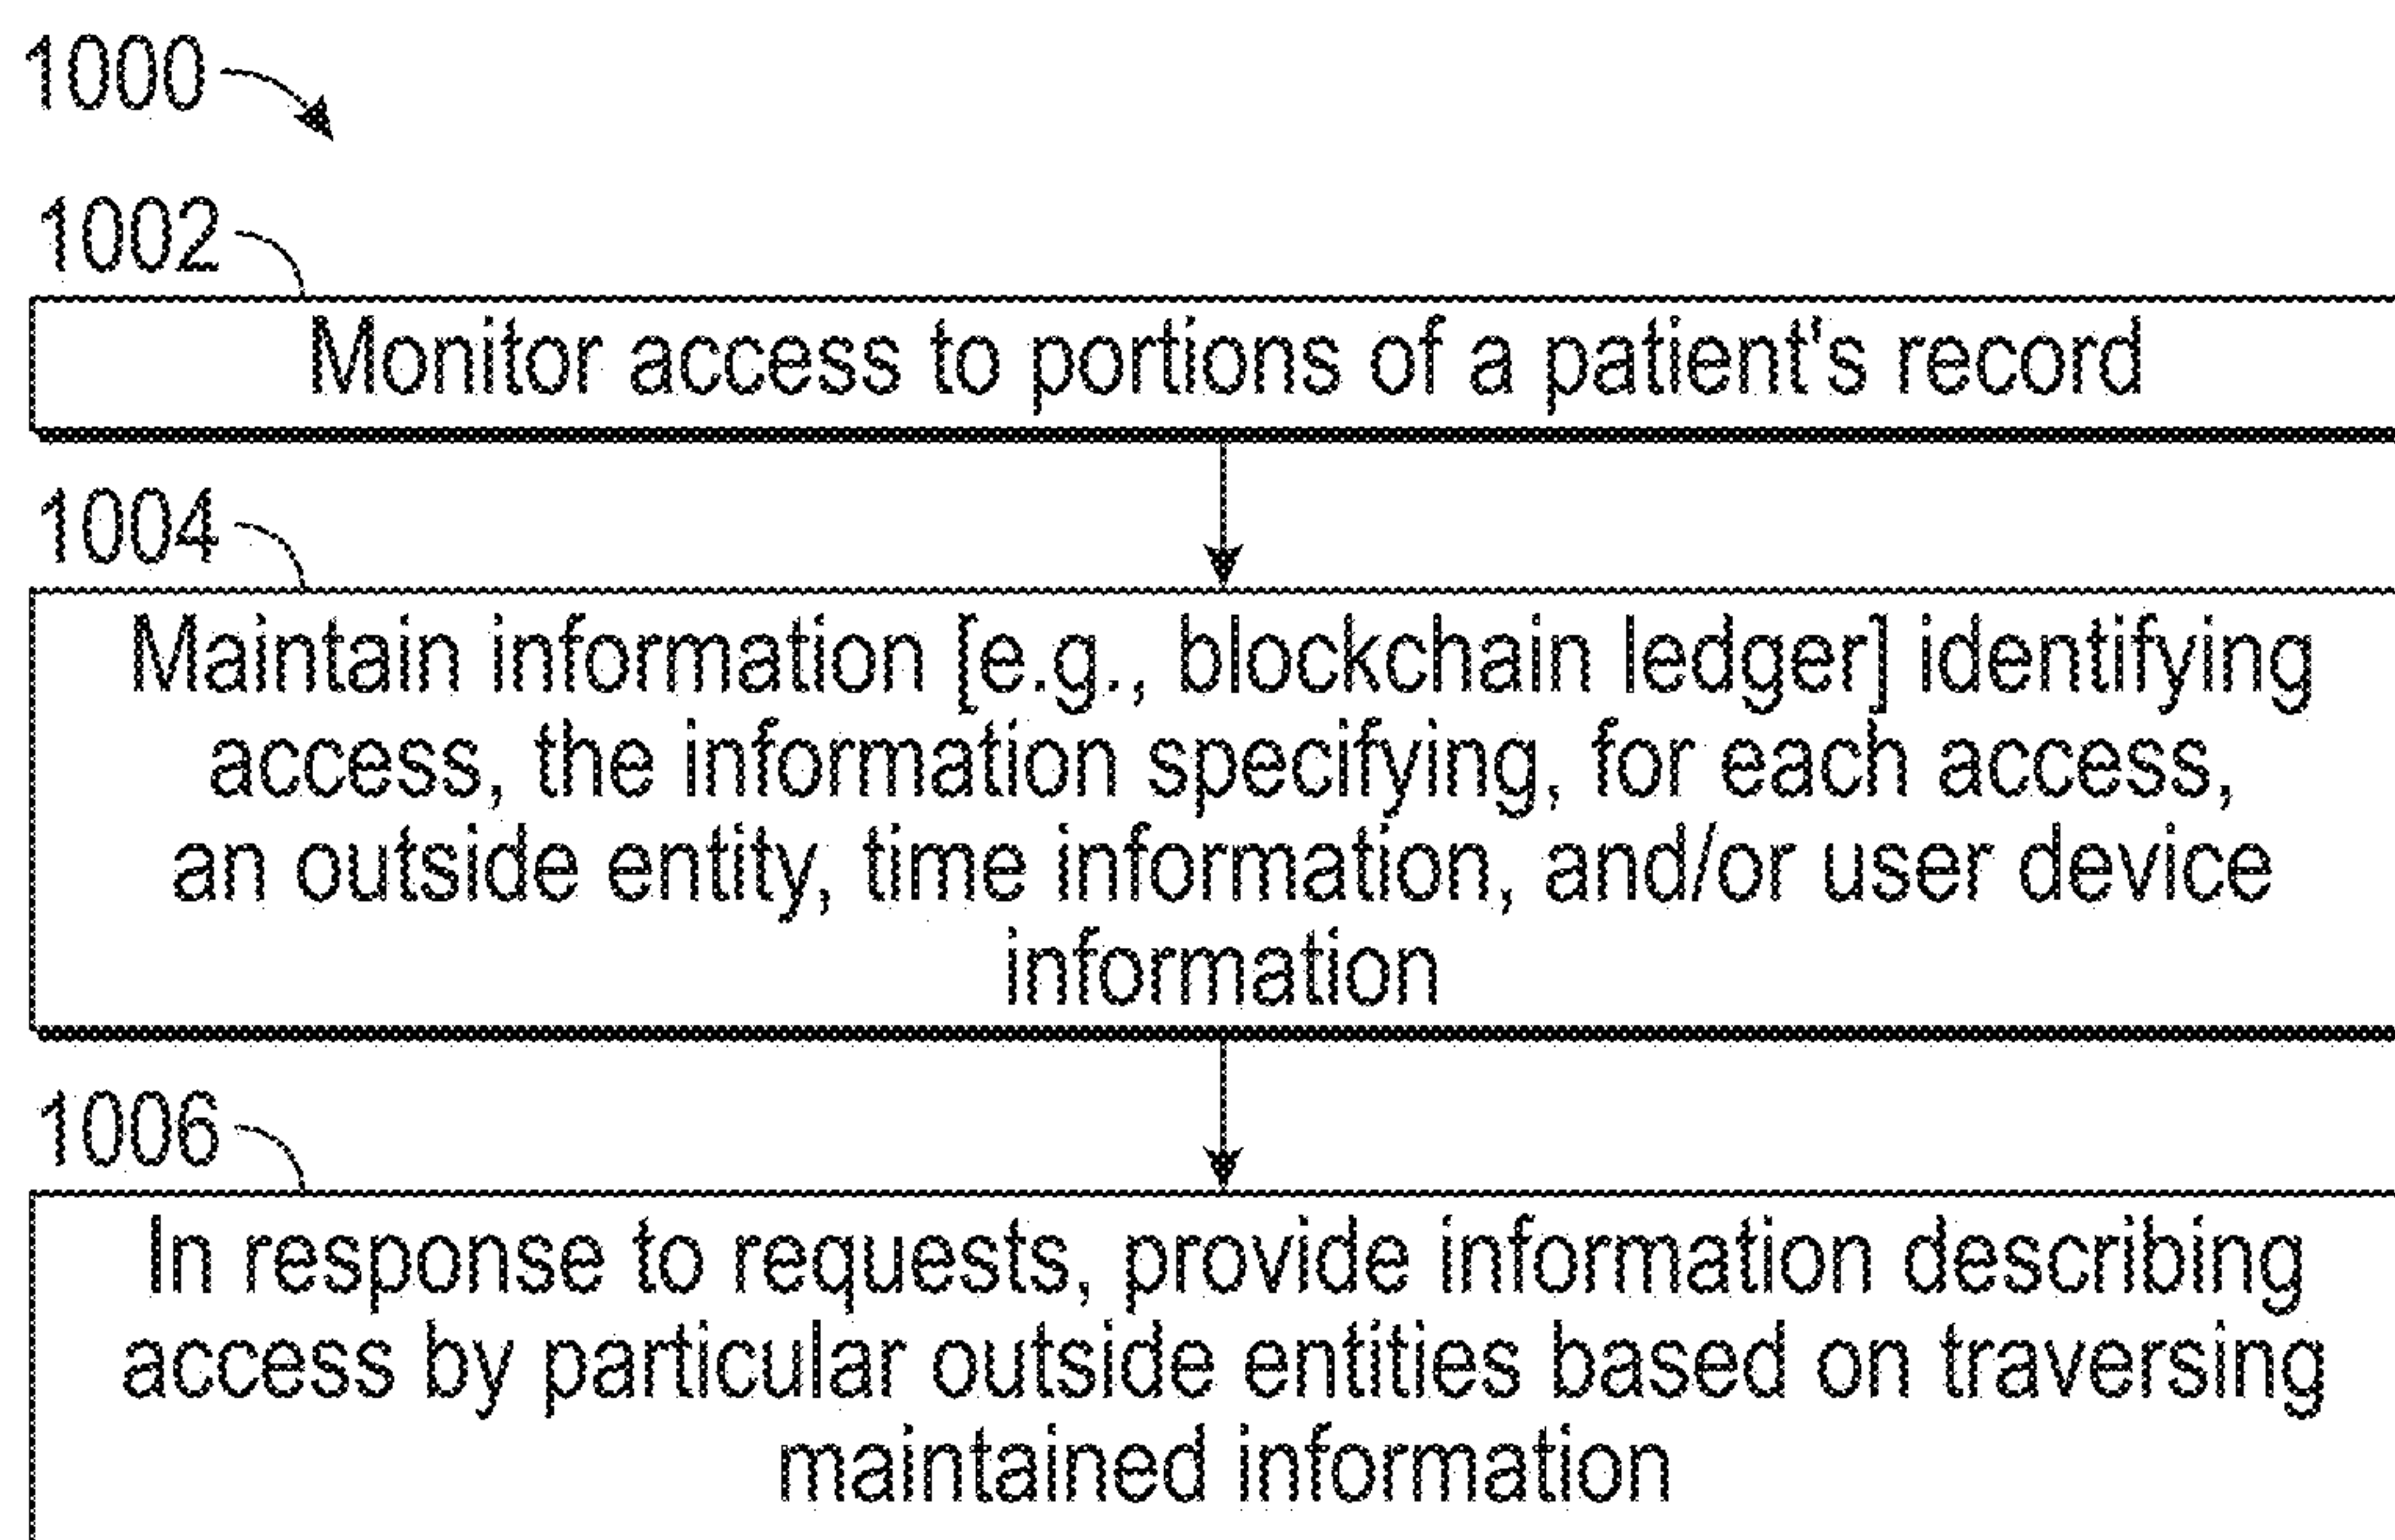 1000
1002
Monitor access to portions of a patient's record
1004
Maintain information [e.g., blockchain ledger] identifying
access, the information specifying, for each access,
an outside entity, time information, and/or user device
information
1006
In response to requests, provide information describing
access by particular outside entities based on traversing
maintained information